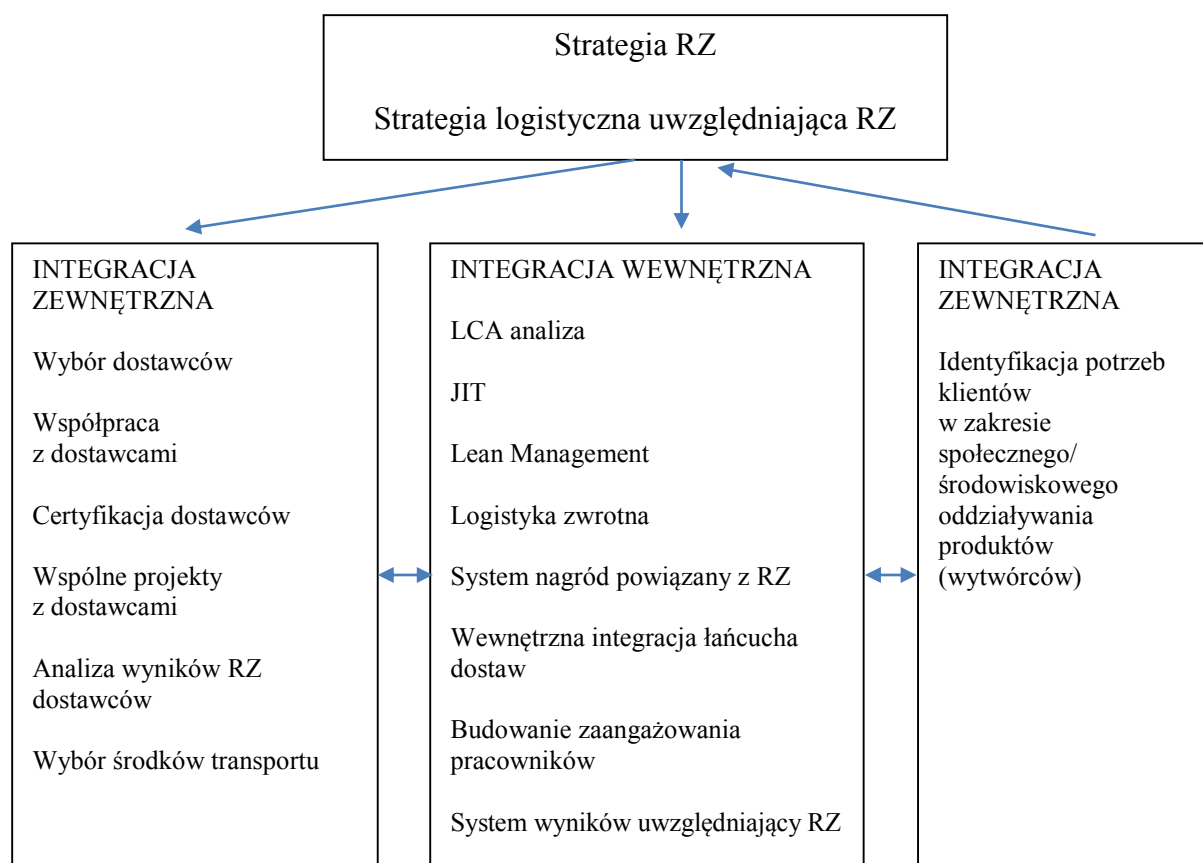 Strategia RZ
Strategia logistyczna uwzględniająca RZ
INTEGRACJA
ZEWNĘTRZNA
Wybór dostawców
Współpraca
z dostawcami
Certyfikacja dostawców
Wspólne projekty
z dostawcami
Analiza wyników RZ
dostawców
Wybór środków transportu
INTEGRACJA WEWNĘTRZNA
LCA analiza
JIT
Lean Management
Logistyka zwrotna
System nagród powiązany z RZ
Wewnętrzna integracja łańcucha
dostaw
Budowanie zaangażowania
pracowników
System wyników uwzględniający RZ
INTEGRACJA
ZEWNĘTRZNA
Identyfikacja potrzeb
klientów
w zakresie
społecznego/
środowiskowego
oddziaływania
produktów
(wytwórców)